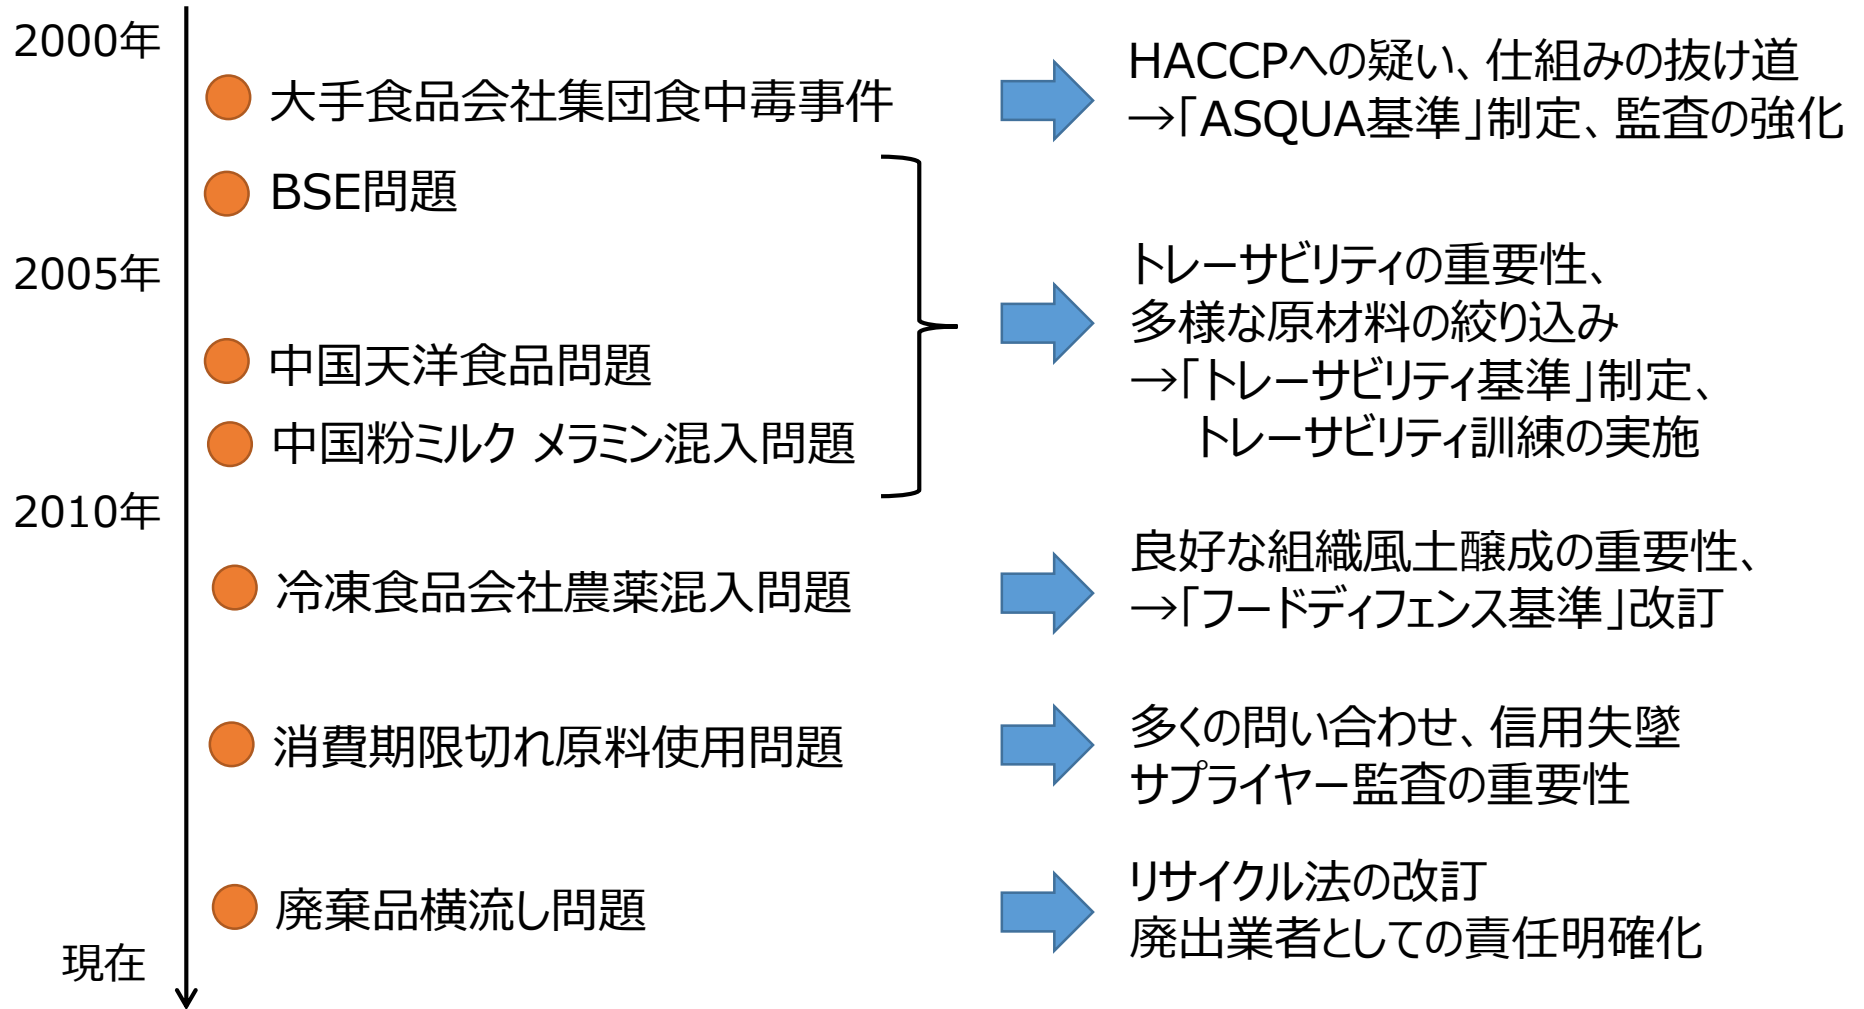 2000年
大手食品会社集団食中毒事件
HACCPへの疑い、仕組みの抜け道
→「ASQUA基準」制定、監査の強化
BSE問題
2005年
中国天洋食品問題
中国粉ミルク メラミン混入問題
トレーサビリティの重要性、
多様な原材料の絞り込み
→「トレーサビリティ基準」制定、
トレーサビリティ訓練の実施
2010年
冷凍食品会社農薬混入問題
良好な組織風土醸成の重要性、
→「フードディフェンス基準」改訂
消費期限切れ原料使用問題
多くの問い合わせ、信用失墜
サプライヤー監査の重要性
廃棄品横流し問題
リサイクル法の改訂
廃出業者としての責任明確化
現在